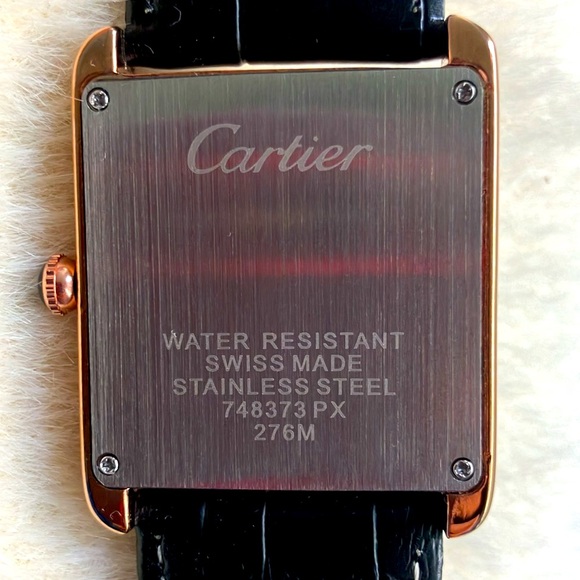 Cartier
WATER RESISTANT
SWISS MADE
STAINLESS STEEL
748373 PX
276M